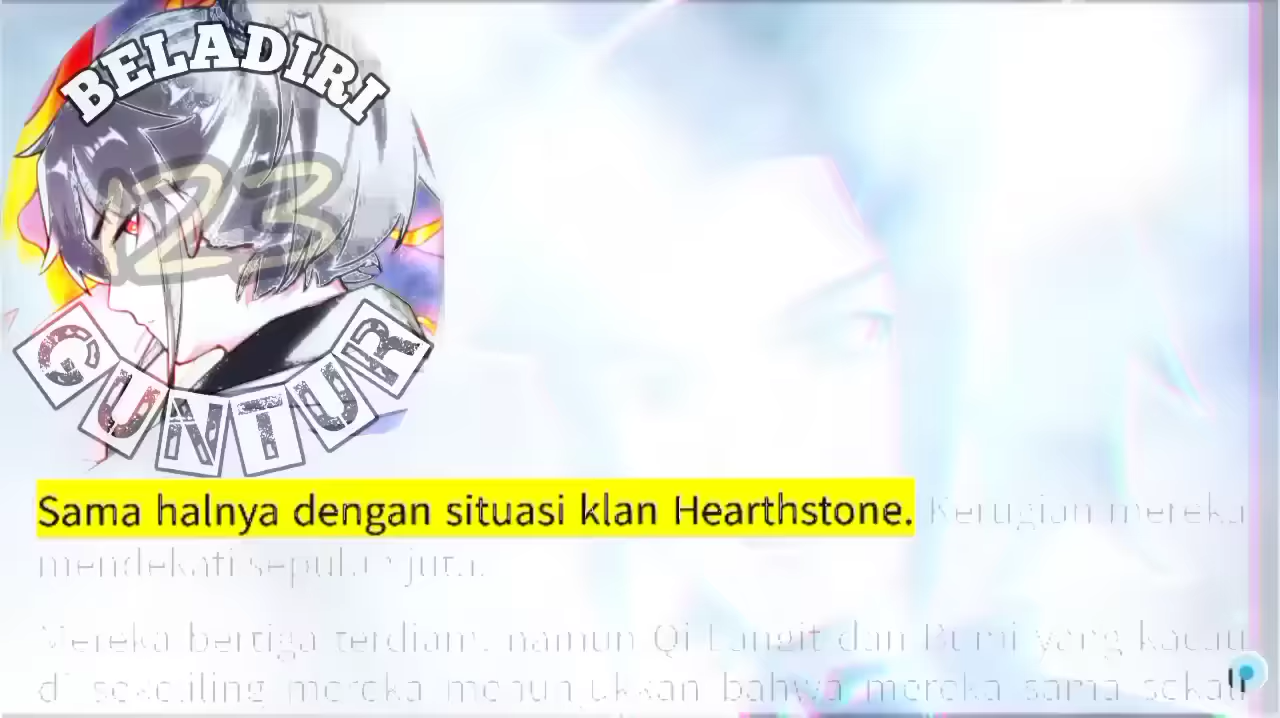 BELADIRI
123
GUNTUR
Sama halnya dengan situasi klan Hearthstone. Kerugian mereka
mendekati sepuluh juta.
Mereka bertiga terdiam, namun Qi Langit dan Bumi yang kacau
di sekeliling mereka menunjukkan bahwa mereka sama sekali